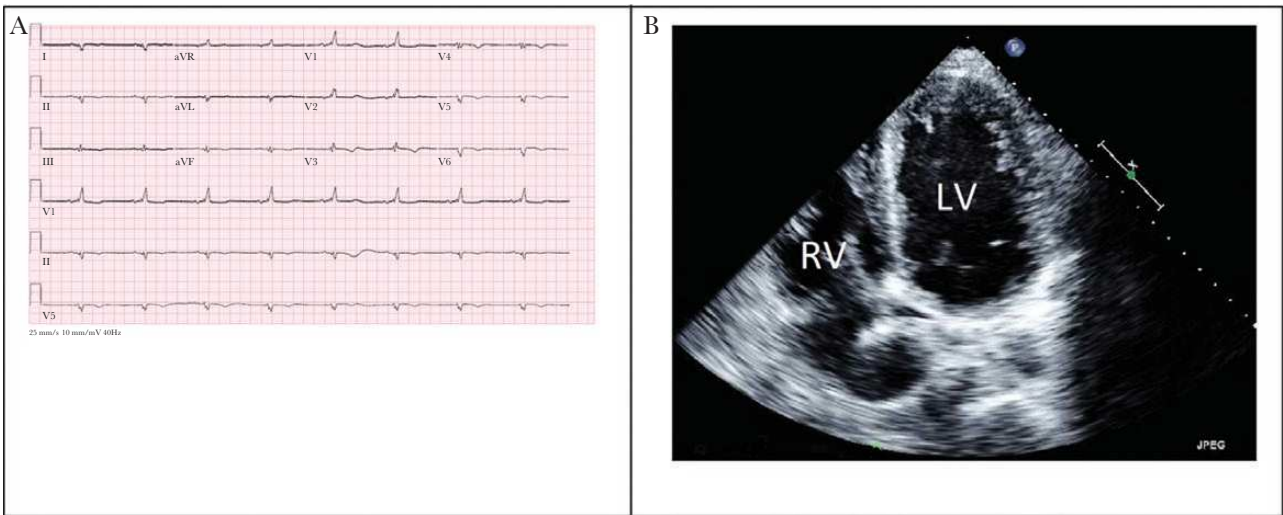 A
I aVR V1 V4
II aVL V2 V5
III aVF V3 V6
V1
II
V5
25 mm/s 10 mm/mV 40Hz
B
P
X
LV
RV
JPEG